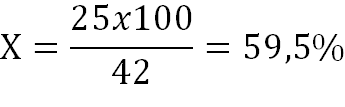 X = 25x100/42 = 59,5%